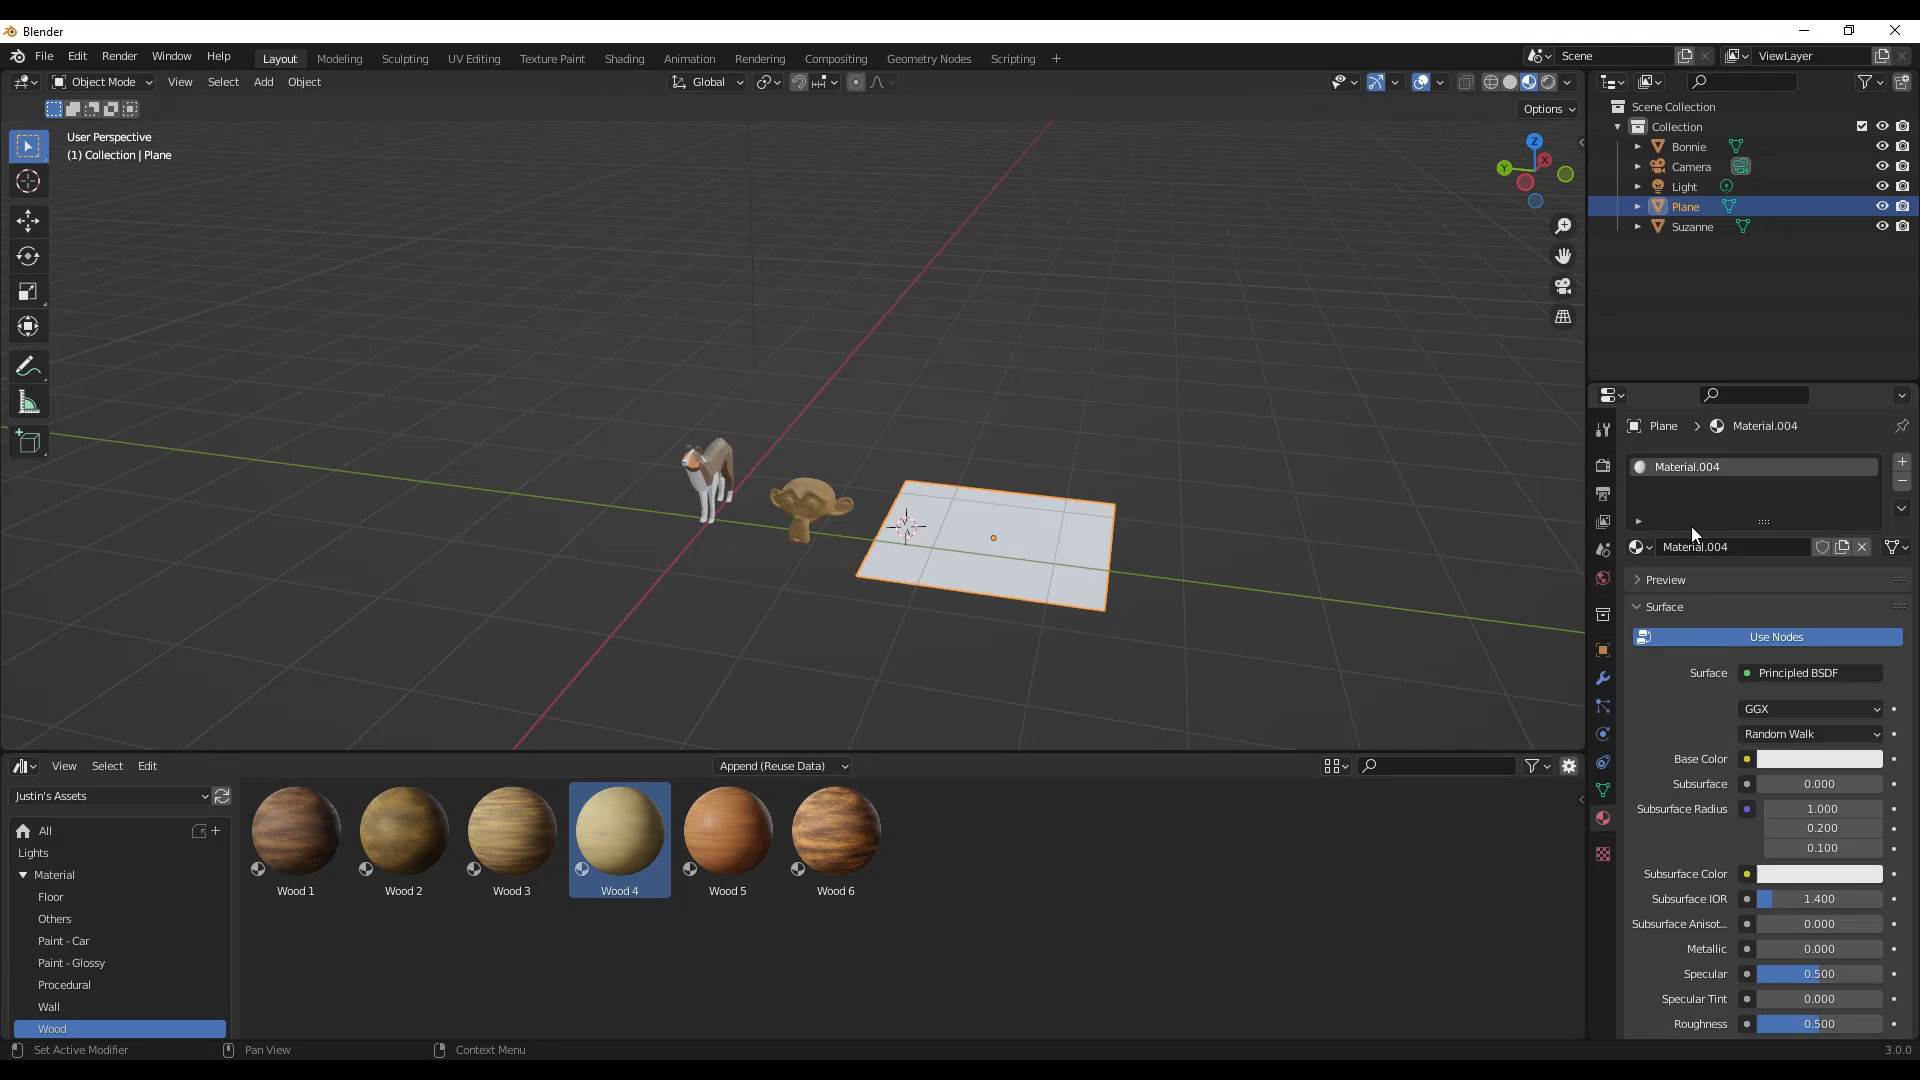 Blender
File Edit Render Window Help Layout Modeling Sculpting UV Editing Texture Paint Shading Animation Rendering Compositing Geometry Nodes Scripting + Scene ViewLayer
Object Mode View Select Add Object Global
Options
User Perspective
(1) Collection | Plane
Z
X
Y
Scene Collection
Collection
Bonnie
Camera
Light
Plane
Suzanne
Plane > Material.004
Material.004
Material.004
Preview
Surface
Use Nodes
Surface Principled BSDF
GGX
Random Walk
Base Color
Subsurface 0.000
Subsurface Radius 1.000
0.200
0.100
Subsurface Color
Subsurface IOR 1.400
Subsurface Anisot... 0.000
Metallic 0.000
Specular 0.500
Specular Tint 0.000
Roughness 0.500
View Select Edit Append (Reuse Data)
Justin's Assets
All
Lights
Material
Floor
Others
Paint - Car
Paint - Glossy
Procedural
Wall
Wood
Wood 1 Wood 2 Wood 3 Wood 4 Wood 5 Wood 6
Set Active Modifier Pan View Context Menu 3.0.0